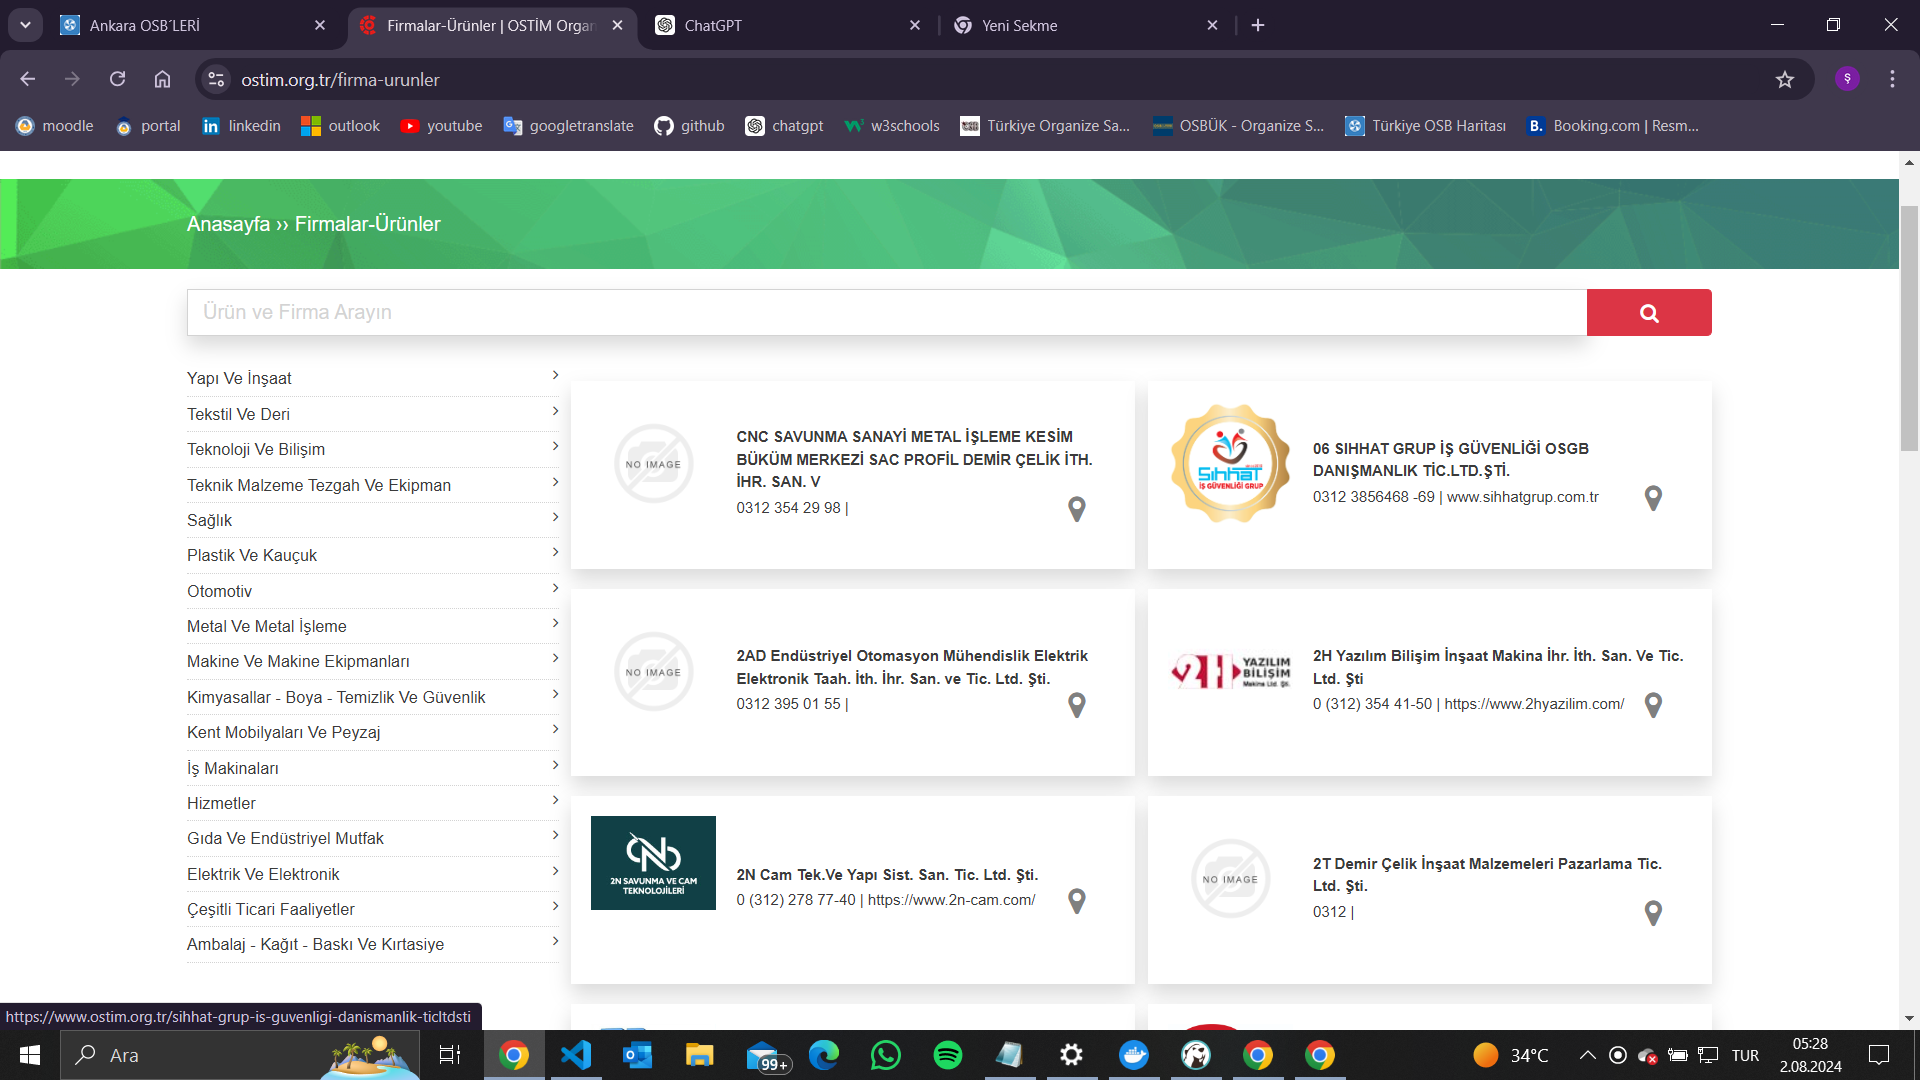 Ankara OSB´LERİ
Firmalar-Ürünler | OSTİM Organ
ChatGPT
Yeni Sekme
ostim.org.tr/firma-urunler
Ş
moodle
portal
linkedin
outlook
youtube
googletranslate
github
chatgpt
w3schools
Türkiye Organize Sa...
OSBÜK - Organize S...
Türkiye OSB Haritası
B.
Booking.com | Resm...
Anasayfa ›› Firmalar-Ürünler
Ürün ve Firma Arayın
Yapı Ve İnşaat
Tekstil Ve Deri
Teknoloji Ve Bilişim
Teknik Malzeme Tezgah Ve Ekipman
Sağlık
Plastik Ve Kauçuk
Otomotiv
Metal Ve Metal İşleme
Makine Ve Makine Ekipmanları
Kimyasallar - Boya - Temizlik Ve Güvenlik
Kent Mobilyaları Ve Peyzaj
İş Makinaları
Hizmetler
Gıda Ve Endüstriyel Mutfak
Elektrik Ve Elektronik
Çeşitli Ticari Faaliyetler
Ambalaj - Kağıt - Baskı Ve Kırtasiye
NO IMAGE
CNC SAVUNMA SANAYİ METAL İŞLEME KESİM
BÜKÜM MERKEZİ SAC PROFİL DEMİR ÇELİK İTH.
İHR. SAN. V
0312 354 29 98 |
Sıhhat
İŞ GÜVENLİĞİ GRUP
06 SIHHAT GRUP İŞ GÜVENLİĞİ OSGB
DANIŞMANLIK TİC.LTD.ŞTİ.
0312 3856468 -69 | www.sihhatgrup.com.tr
NO IMAGE
2AD Endüstriyel Otomasyon Mühendislik Elektrik
Elektronik Taah. İth. İhr. San. ve Tic. Ltd. Şti.
0312 395 01 55 |
2H YAZILIM
BİLİŞİM
Makina Ltd. Şti.
2H Yazılım Bilişim İnşaat Makina İhr. İth. San. Ve Tic.
Ltd. Şti
0 (312) 354 41-50 | https://www.2hyazilim.com/
2N SAVUNMA VE CAM
TEKNOLOJİLERİ
2N Cam Tek.Ve Yapı Sist. San. Tic. Ltd. Şti.
0 (312) 278 77-40 | https://www.2n-cam.com/
NO IMAGE
2T Demir Çelik İnşaat Malzemeleri Pazarlama Tic.
Ltd. Şti.
0312 |
https://www.ostim.org.tr/sihhat-grup-is-guvenligi-danismanlik-ticltdsti
Ara
99+
34°C
TUR
05:28
2.08.2024